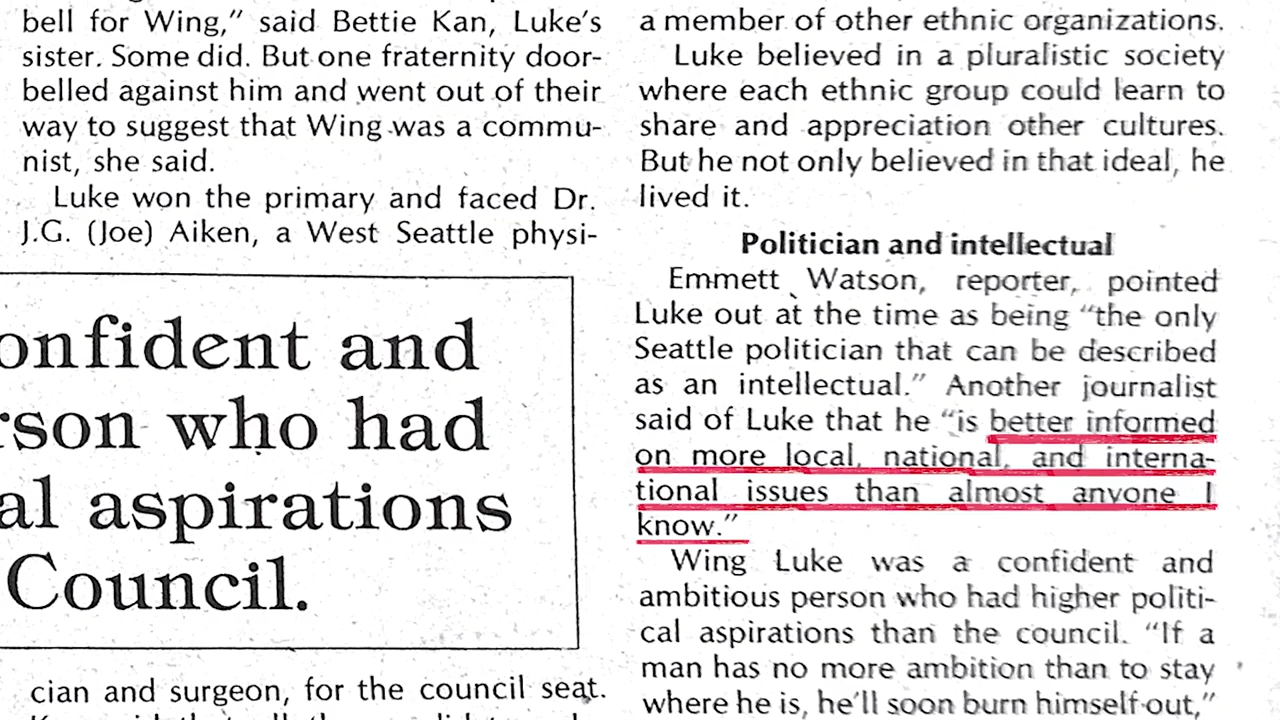 bell for Wing,” said Bettie Kan, Luke’s
sister. Some did. But one fraternity door-
belled against him and went out of their
way to suggest that Wing was a commu-
nist, she said.
Luke won the primary and faced Dr.
J.G. (Joe) Aiken, a West Seattle physi-
onfident and
rson who had
al aspirations
Council.
cian and surgeon, for the council seat.
a member of other ethnic organizations.
Luke believed in a pluralistic society
where each ethnic group could learn to
share and appreciation other cultures.
But he not only believed in that ideal, he
lived it.
Politician and intellectual
Emmett Watson, reporter, pointed
Luke out at the time as being “the only
Seattle politician that can be described
as an intellectual.” Another journalist
said of Luke that he “is better informed
on more local, national, and interna-
tional issues than almost anyone I
know.”
Wing Luke was a confident and
ambitious person who had higher politi-
cal aspirations than the council. “If a
man has no more ambition than to stay
where he is, he’ll soon burn himself out,”